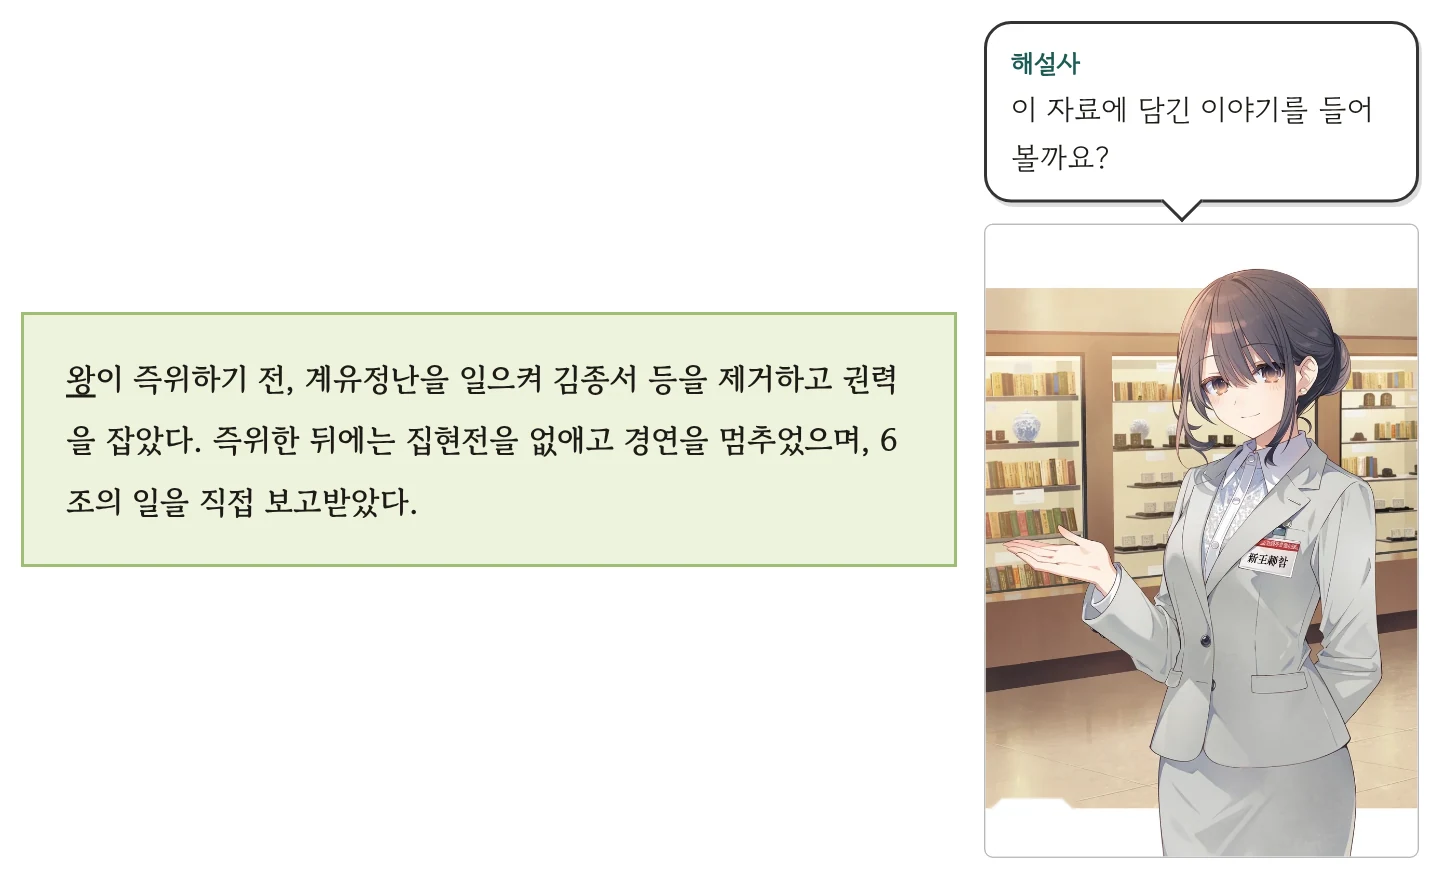 해설사
이 자료에 담긴 이야기를 들어
볼까요?
왕이 즉위하기 전, 계유정난을 일으켜 김종서 등을 제거하고 권력
을 잡았다. 즉위한 뒤에는 집현전을 없애고 경연을 멈추었으며, 6
조의 일을 직접 보고받았다.